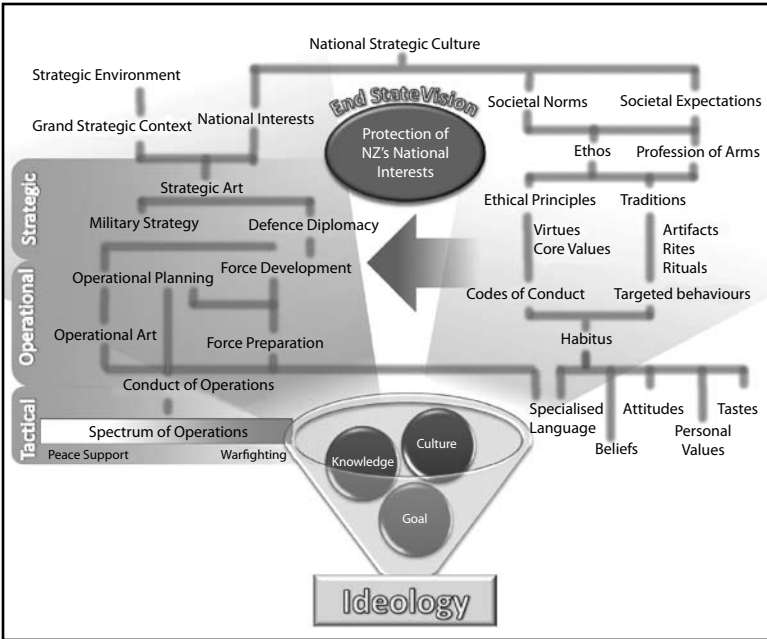 National Strategic Culture
Strategic Environment
Grand Strategic Context
National Interests
End State Vision
Protection of
NZ's National
Interests
Societal Norms
Societal Expectations
Ethos
Profession of Arms
Strategic
Strategic Art
Military Strategy
Defence Diplomacy
Ethical Principles
Traditions
Virtues
Core Values
Artifacts
Rites
Rituals
Operational
Operational Planning
Force Development
Codes of Conduct
Targeted behaviours
Operational Art
Force Preparation
Habitus
Tactical
Conduct of Operations
Spectrum of Operations
Peace Support
Warfighting
Specialised
Language
Attitudes
Tastes
Beliefs
Personal
Values
Knowledge
Culture
Goal
Ideology